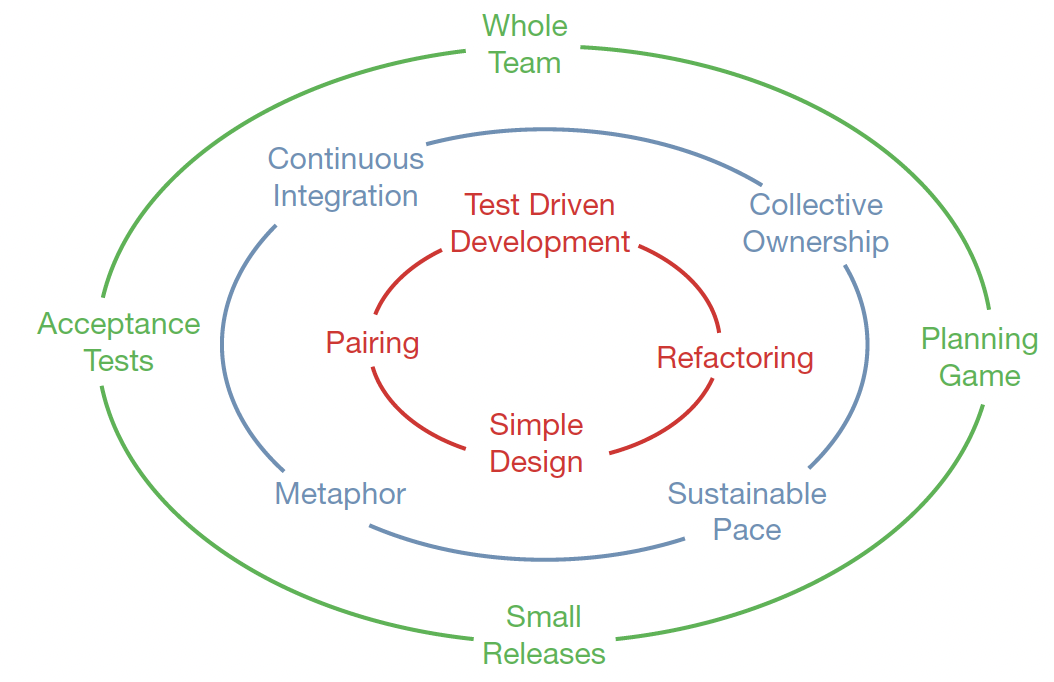 Whole
Team
Continuous
Integration
Test Driven
Development
Collective
Ownership
Acceptance
Tests
Pairing
Refactoring
Planning
Game
Simple
Design
Metaphor
Sustainable
Pace
Small
Releases